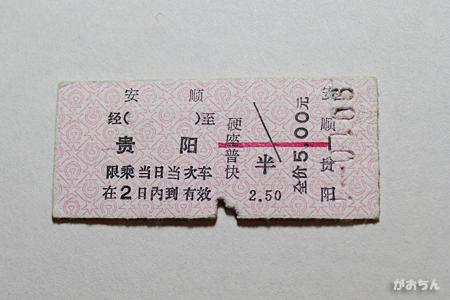 安 顺
经( )至
贵 阳
限乘当日当次车
在2日内到有效
硬座普快
半
2.50
全价5.00元
安顺
贵阳
がおちん